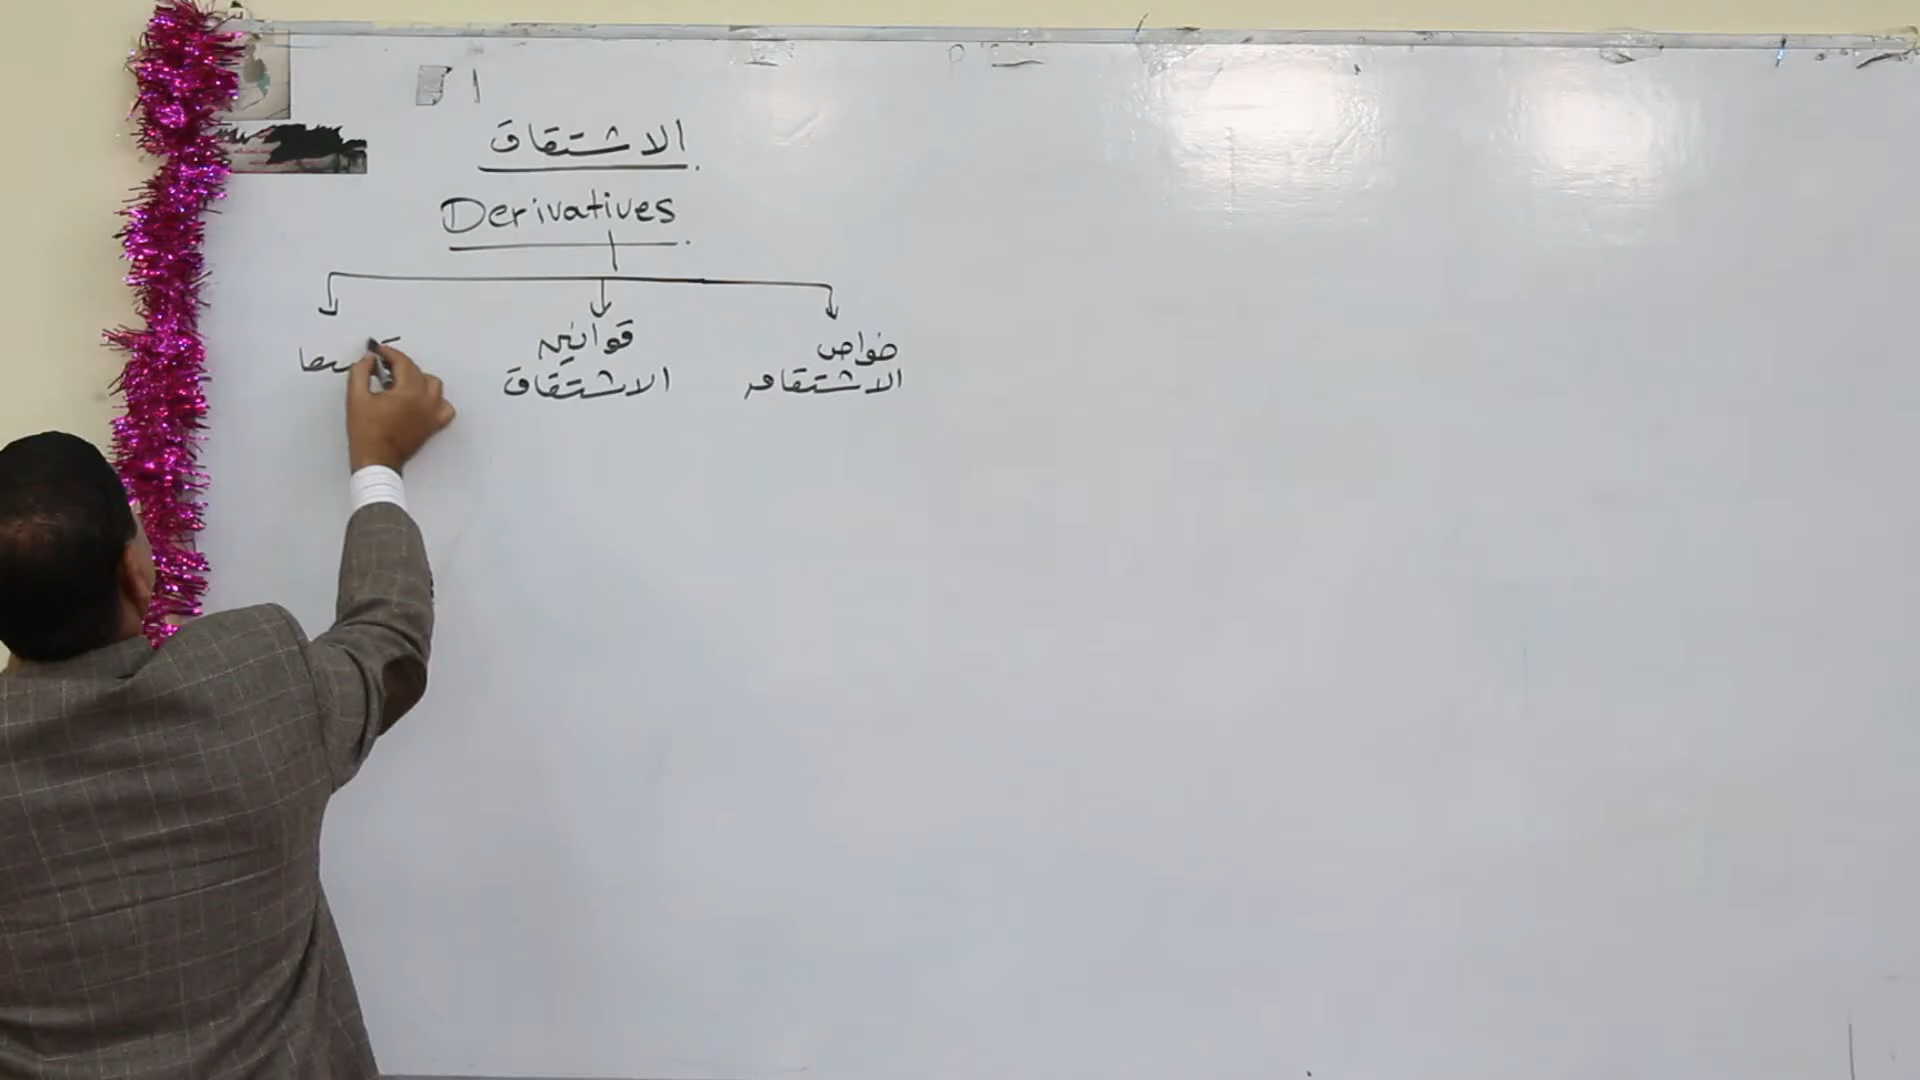 الاشتقاق
Derivatives
خواص
الاشتقاق
قوانين
الاشتقاق